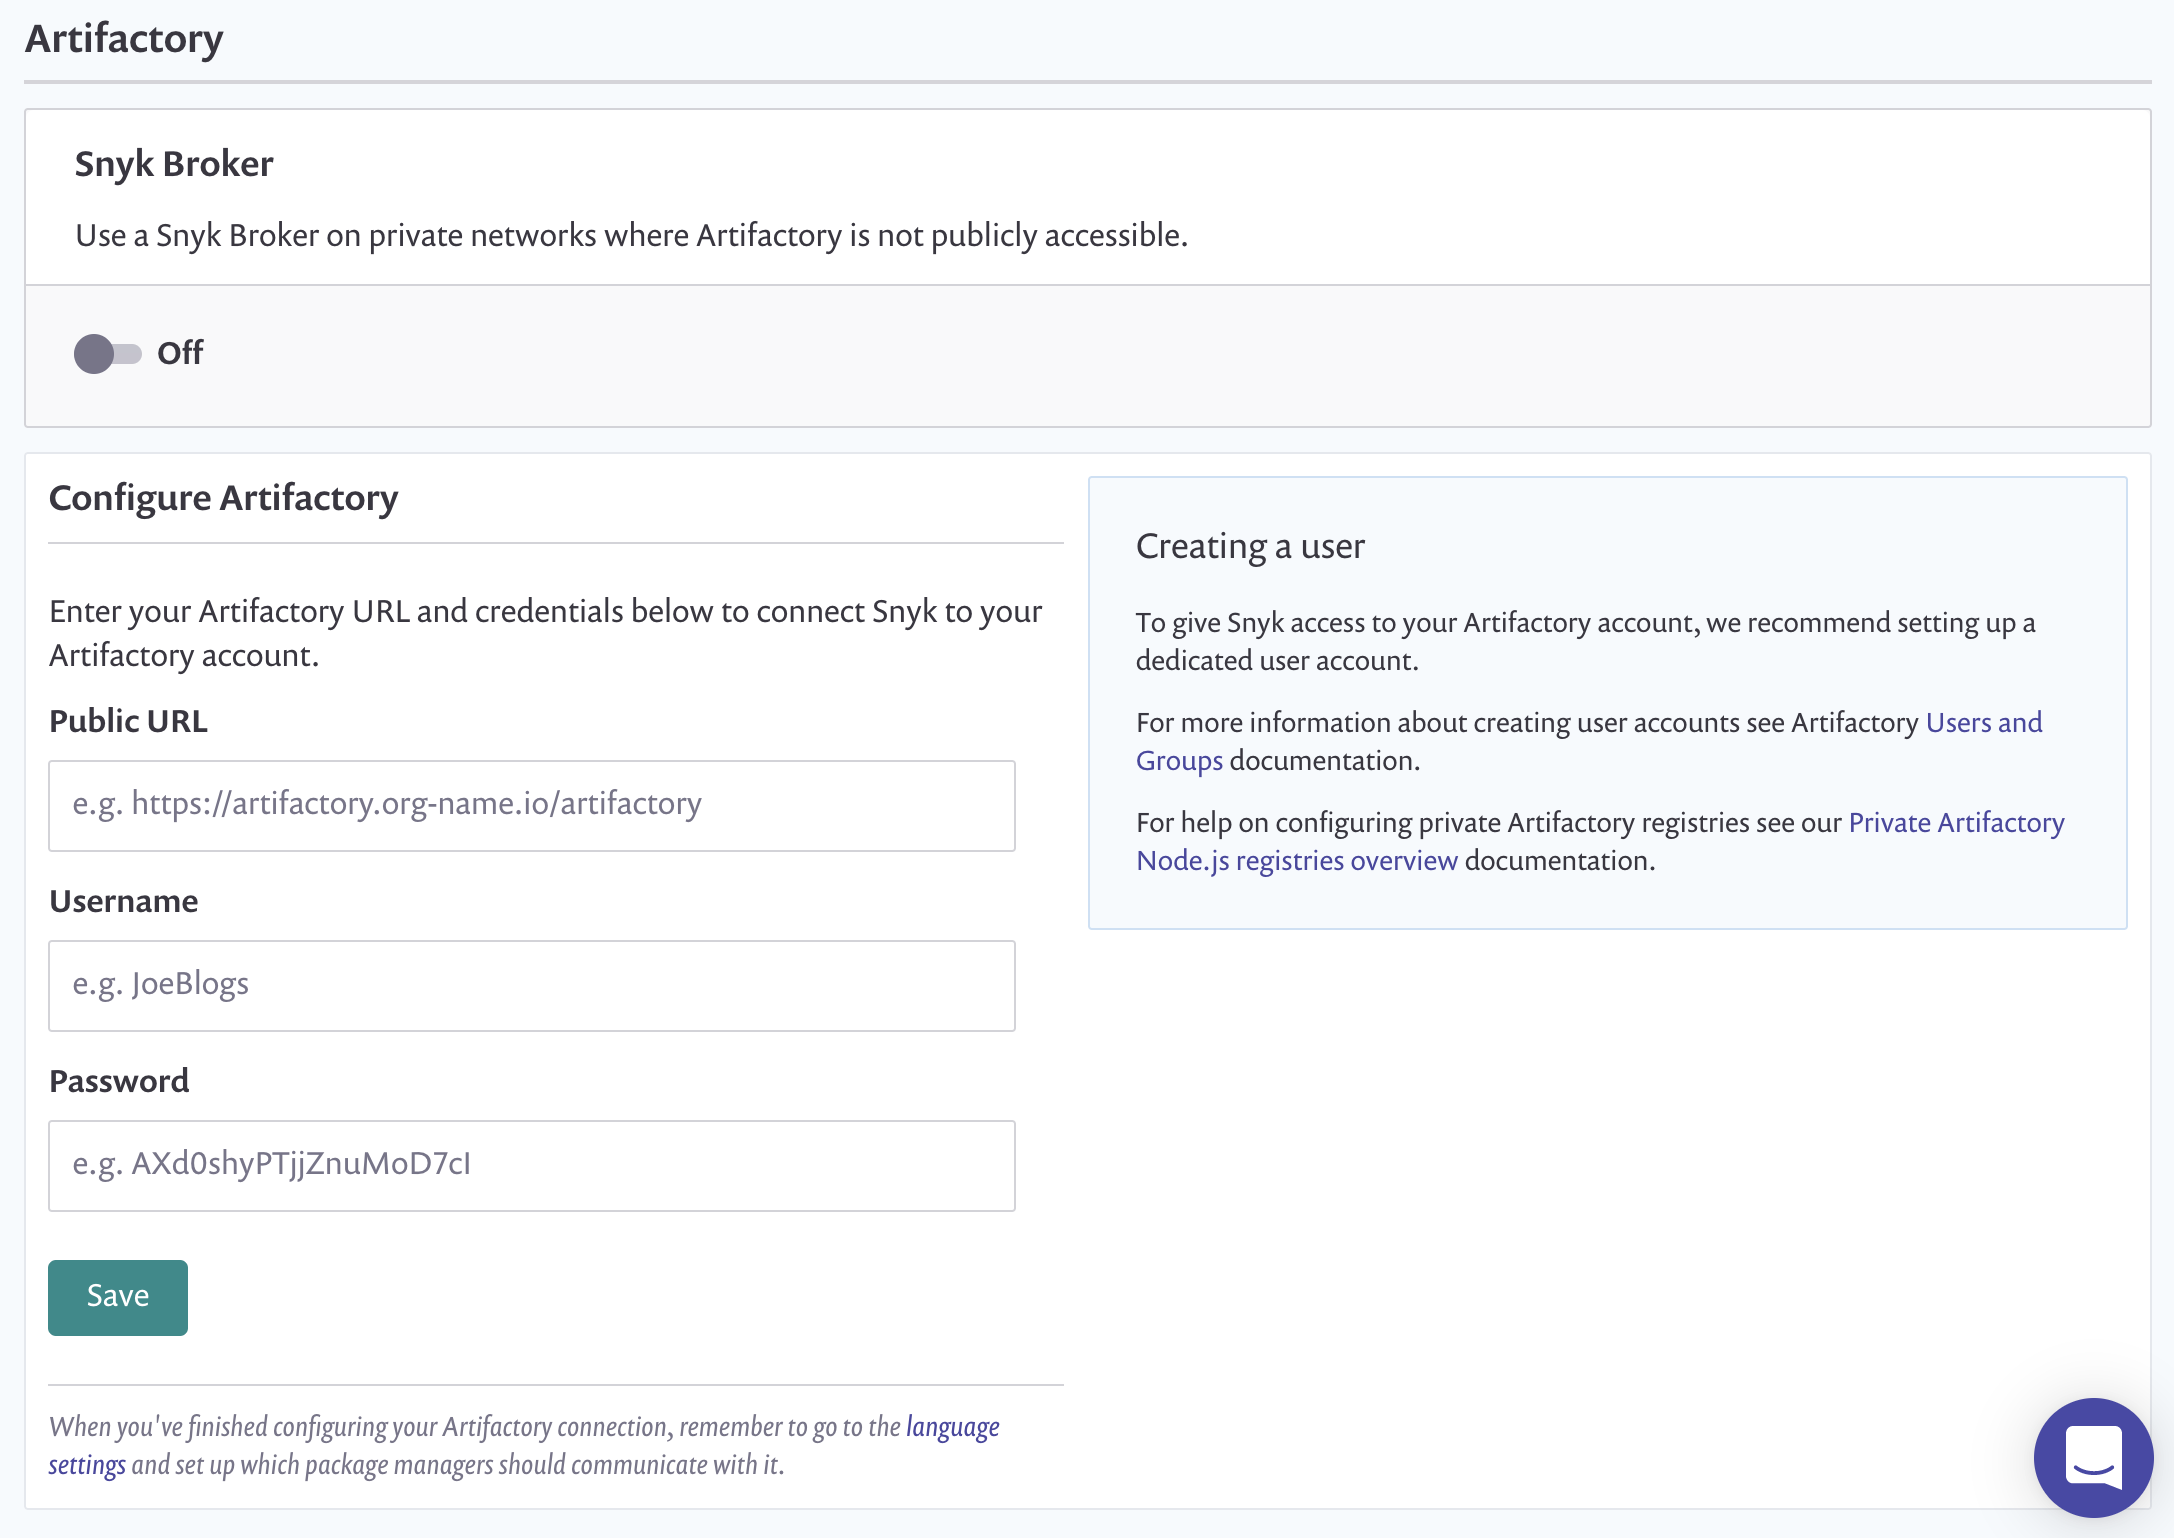 Artifactory
Snyk Broker
Use a Snyk Broker on private networks where Artifactory is not publicly accessible.
Off
Configure Artifactory
Enter your Artifactory URL and credentials below to connect Snyk to your
Artifactory account.
Public URL
e.g. https://artifactory.org-name.io/artifactory
Username
e.g. JoeBlogs
Password
e.g. AXd0shyPTjjZnuMoD7cI
Save
When you've finished configuring your Artifactory connection, remember to go to the language
settings and set up which package managers should communicate with it.
Creating a user
To give Snyk access to your Artifactory account, we recommend setting up a
dedicated user account.
For more information about creating user accounts see Artifactory Users and
Groups documentation.
For help on configuring private Artifactory registries see our Private Artifactory
Node.js registries overview documentation.